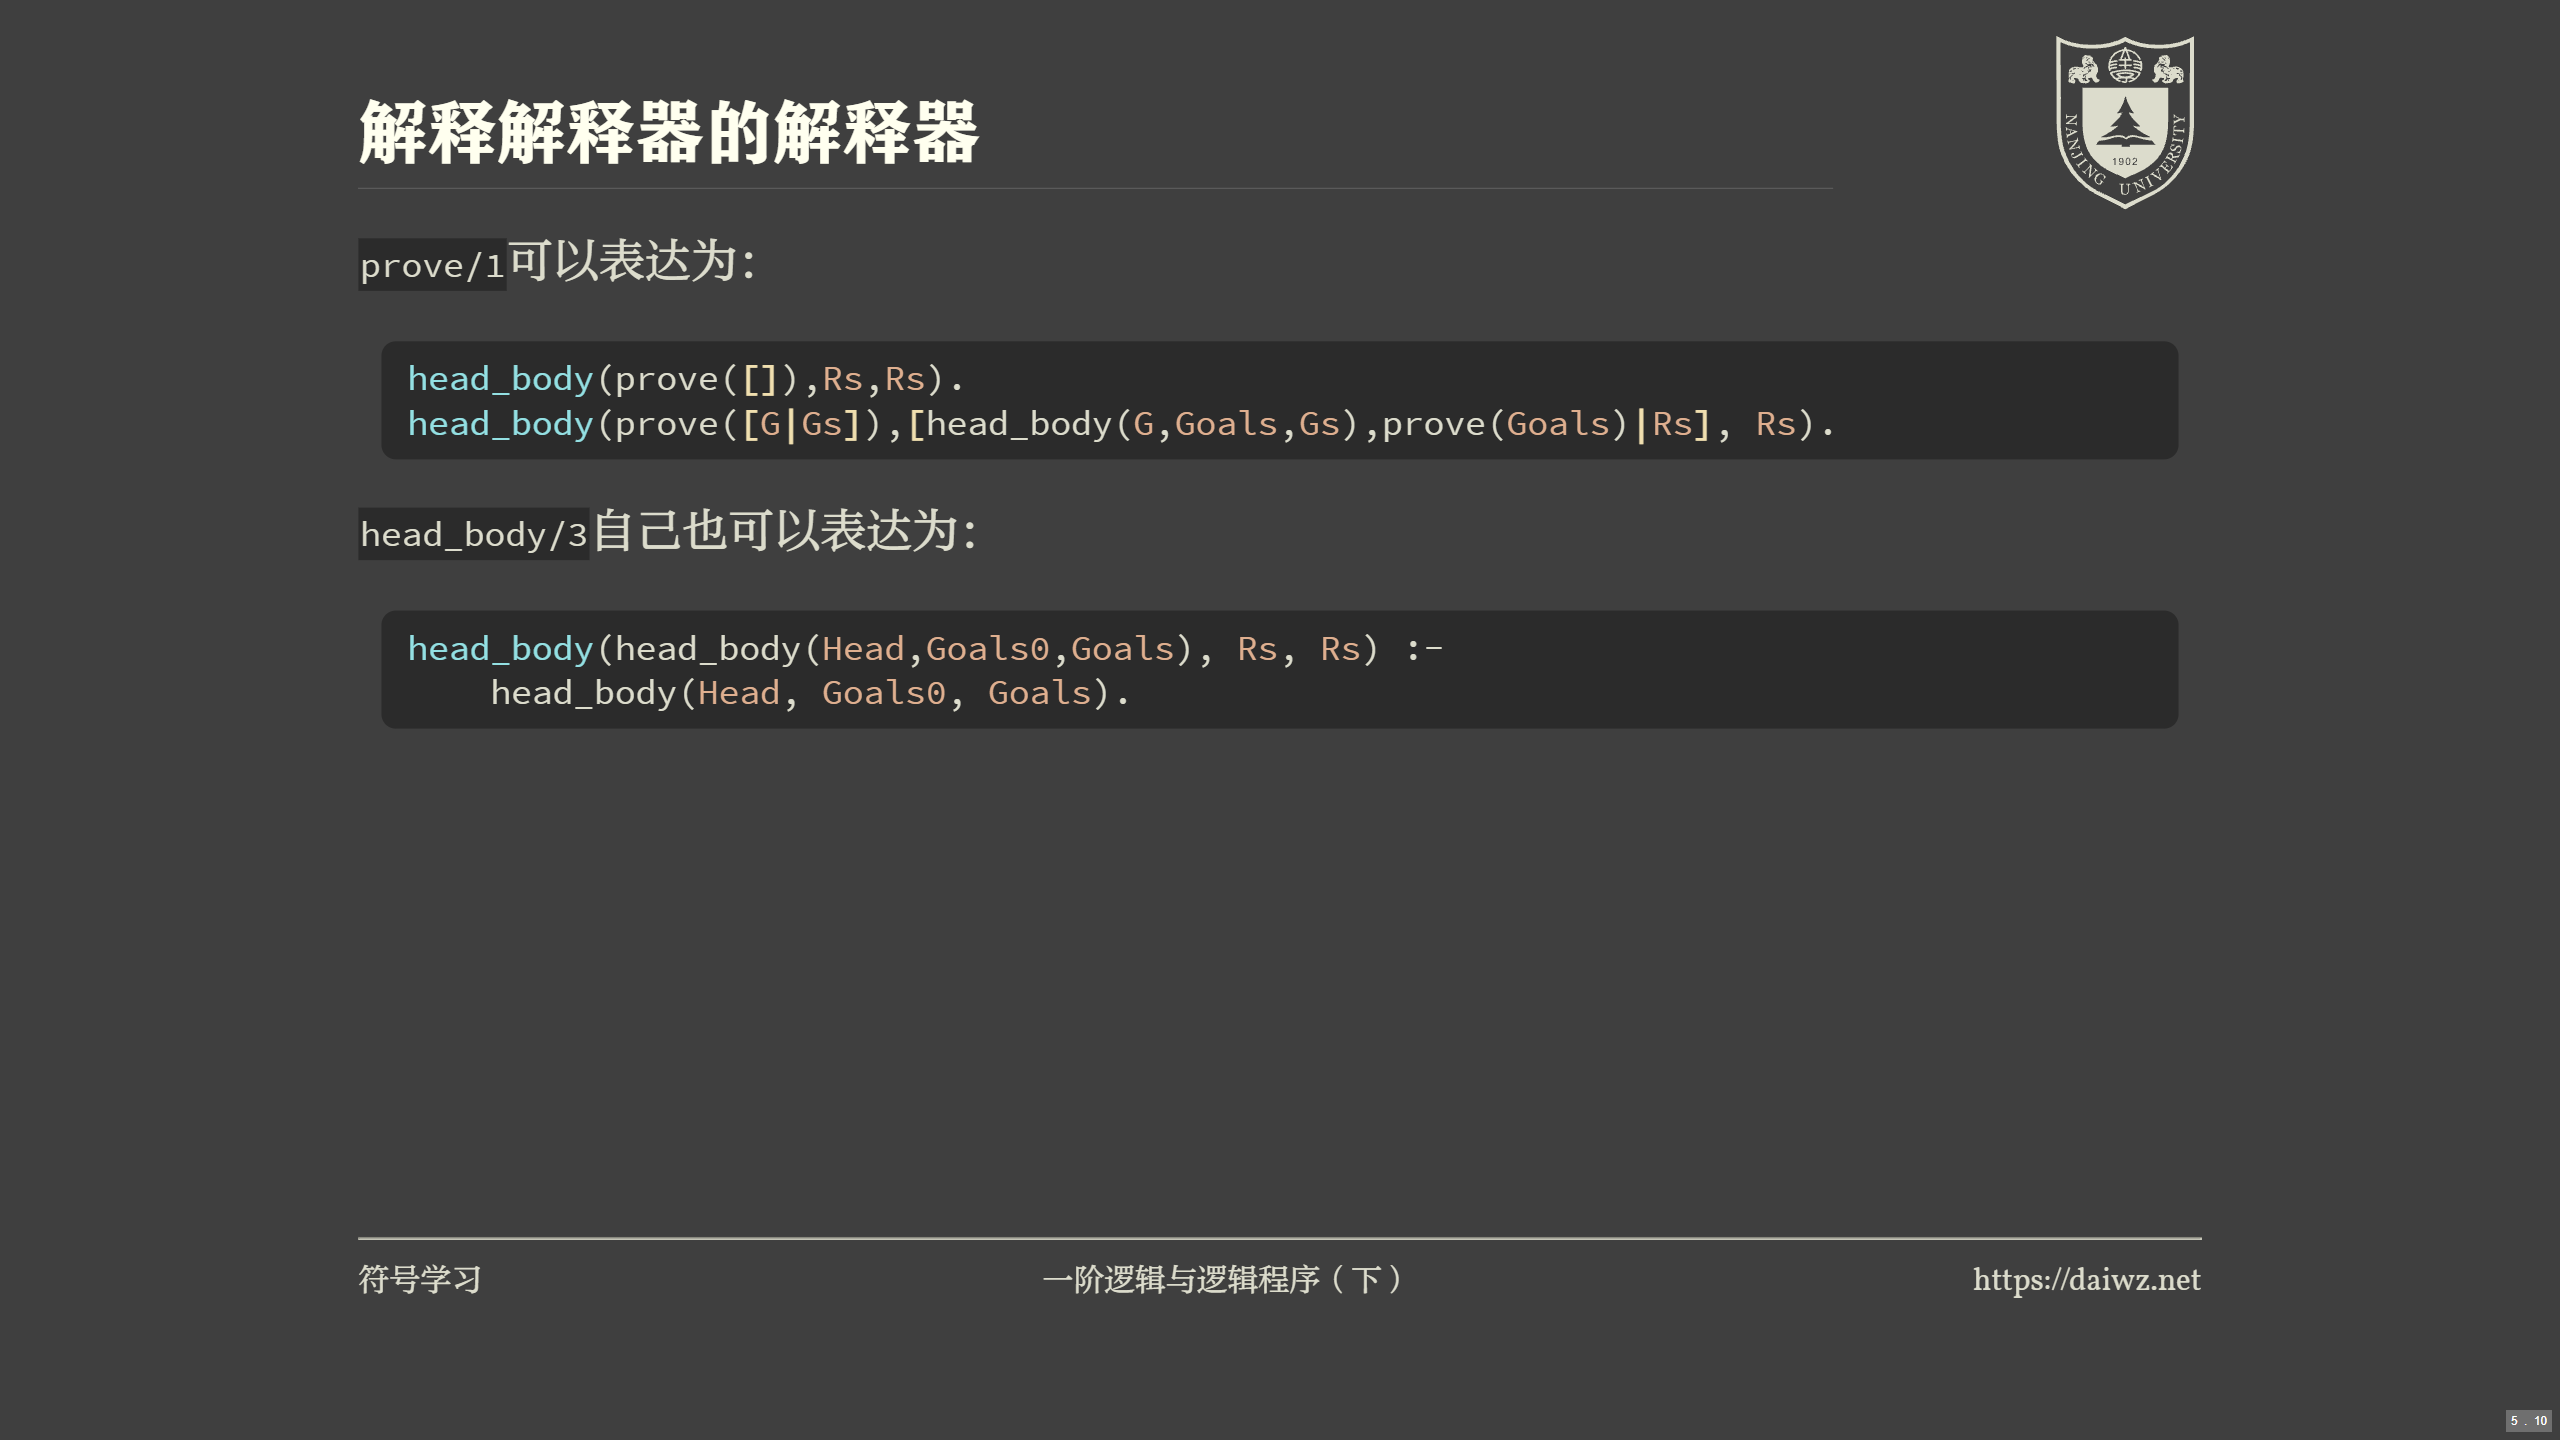 解释解释器的解释器
NANJING UNIVERSITY
1902
prove/1可以表达为：
head_body(prove([]),Rs,Rs).
head_body(prove([G|Gs]),[head_body(G,Goals,Gs),prove(Goals)|Rs], Rs).
head_body/3自己也可以表达为：
head_body(head_body(Head,Goals0,Goals), Rs, Rs) :-
    head_body(Head, Goals0, Goals).
符号学习
一阶逻辑与逻辑程序（下）
https://daiwz.net
5 . 10